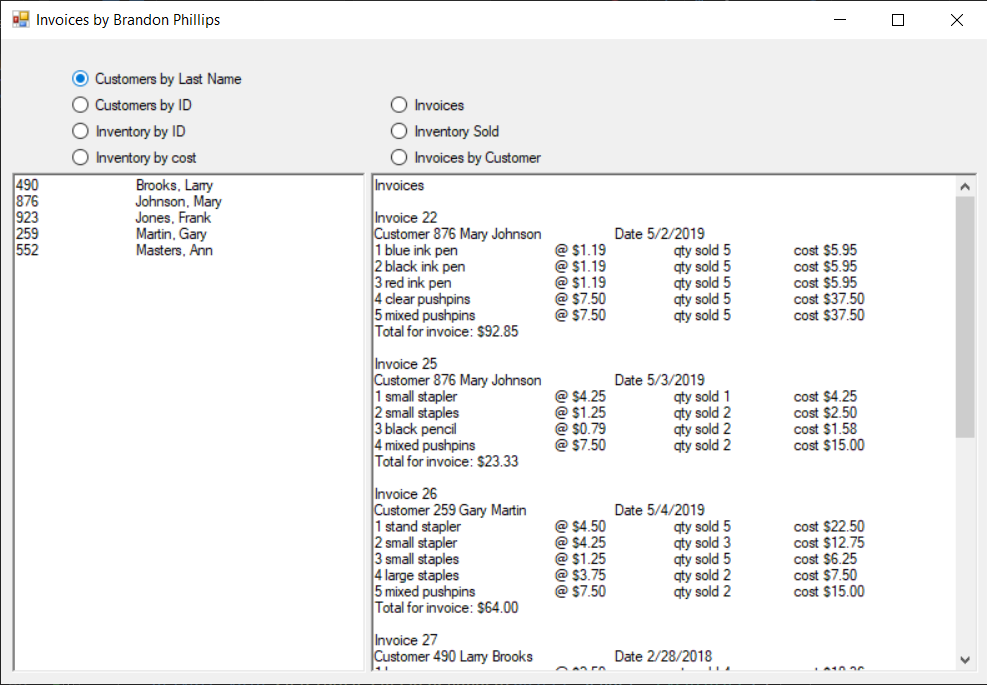 Invoices by Brandon Phillips
Customers by Last Name
Customers by ID
Inventory by ID
Inventory by cost
Invoices
Inventory Sold
Invoices by Customer
490 Brooks, Larry
876 Johnson, Mary
923 Jones, Frank
259 Martin, Gary
552 Masters, Ann
Invoices
Invoice 22
Customer 876 Mary Johnson Date 5/2/2019
1 blue ink pen @ $1.19 qty sold 5 cost $5.95
2 black ink pen @ $1.19 qty sold 5 cost $5.95
3 red ink pen @ $1.19 qty sold 5 cost $5.95
4 clear pushpins @ $7.50 qty sold 5 cost $37.50
5 mixed pushpins @ $7.50 qty sold 5 cost $37.50
Total for invoice: $92.85
Invoice 25
Customer 876 Mary Johnson Date 5/3/2019
1 small stapler @ $4.25 qty sold 1 cost $4.25
2 small staples @ $1.25 qty sold 2 cost $2.50
3 black pencil @ $0.79 qty sold 2 cost $1.58
4 mixed pushpins @ $7.50 qty sold 2 cost $15.00
Total for invoice: $23.33
Invoice 26
Customer 259 Gary Martin Date 5/4/2019
1 stand stapler @ $4.50 qty sold 5 cost $22.50
2 small stapler @ $4.25 qty sold 3 cost $12.75
3 small staples @ $1.25 qty sold 5 cost $6.25
4 large staples @ $3.75 qty sold 2 cost $7.50
5 mixed pushpins @ $7.50 qty sold 2 cost $15.00
Total for invoice: $64.00
Invoice 27
Customer 490 Larry Brooks Date 2/28/2018